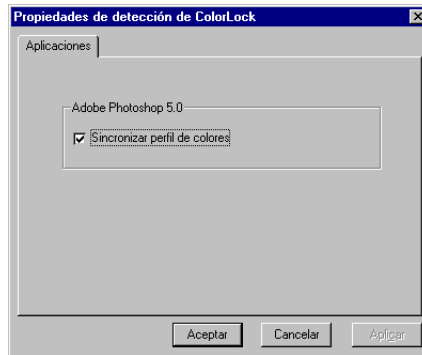 Propiedades de detección de ColorLock
Aplicaciones
Adobe Photoshop 5.0
Sincronizar perfil de colores
Aceptar
Cancelar
Aplicar